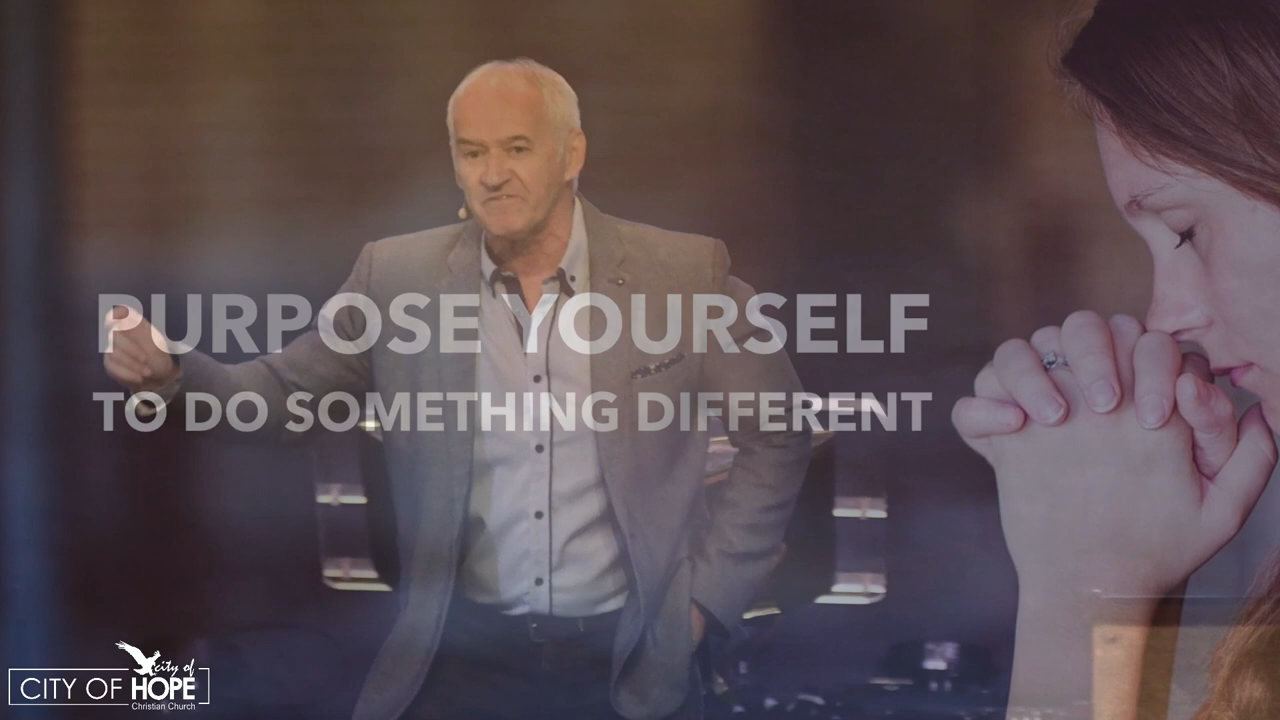 PURPOSE YOURSELF
TO DO SOMETHING DIFFERENT
city of
CITY OF HOPE
Christian Church